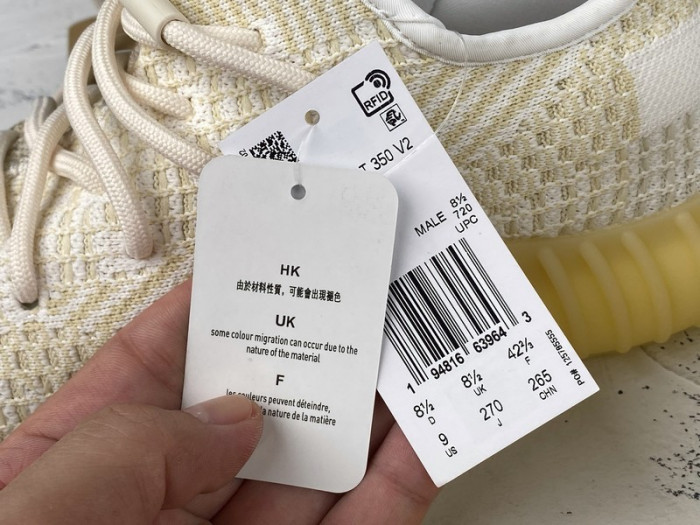 RFID
T 350 V2
MALE 8½
720
UPC
1 94816 63964 3
8½ D
8½ UK
42⅔ F
9 US
270 J
265 CHN
HK
由於材料性質，可能會出現褪色
UK
some colour migration can occur due to the
nature of the material
F
les couleurs peuvent déteindre,
la nature de la matière